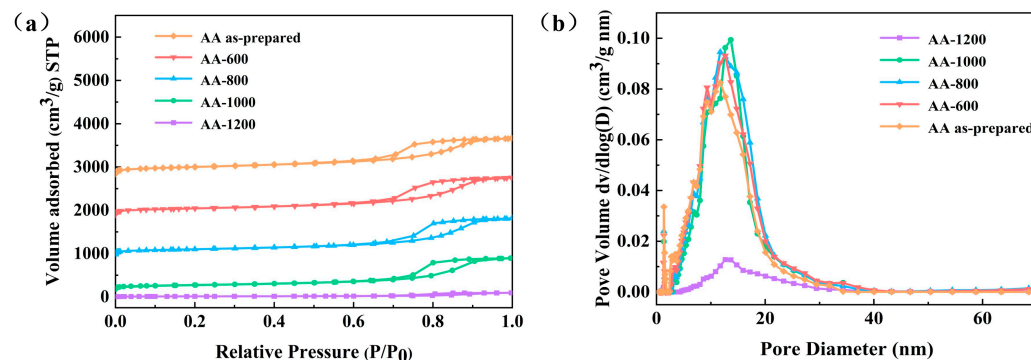 (a)
Volume adsorbed (cm³/g) STP
6000
5000
4000
3000
2000
1000
0
AA as-prepared
AA-600
AA-800
AA-1000
AA-1200
0.0
0.2
0.4
0.6
0.8
1.0
Relative Pressure (P/P₀)
(b)
Pove Volume dv/dlog(D) (cm³/g nm)
0.10
0.08
0.06
0.04
0.02
0.00
AA-1200
AA-1000
AA-800
AA-600
AA as-prepared
0
20
40
60
Pore Diameter (nm)